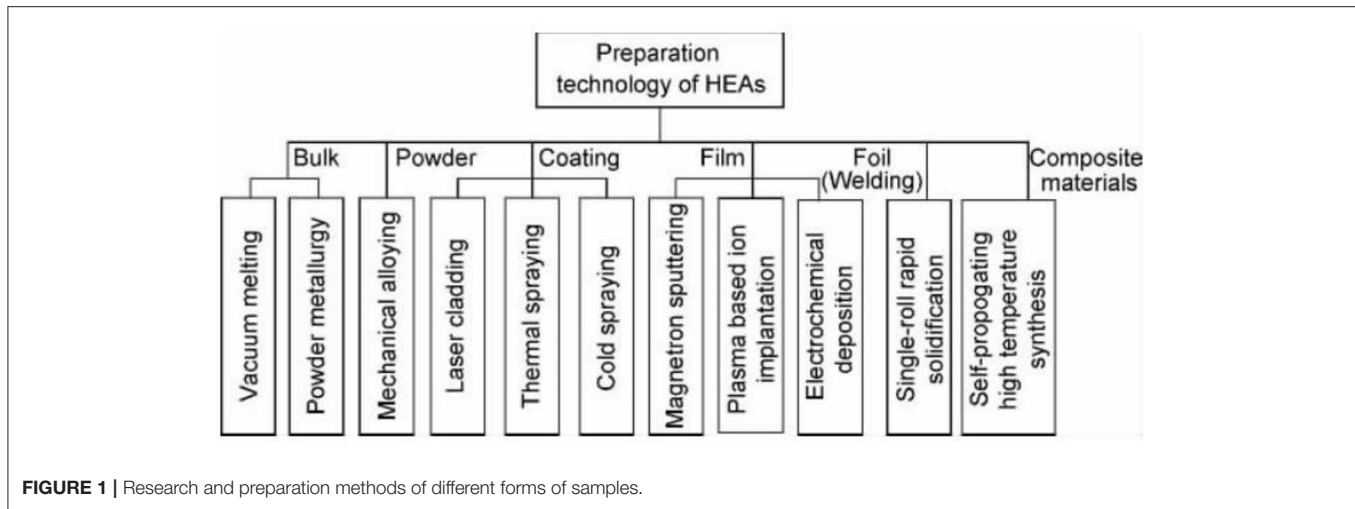 Preparation
technology of HEAs
Bulk
Powder
Coating
Film
Foil
(Welding)
Composite
materials
Vacuum melting
Powder metallurgy
Mechanical alloying
Laser cladding
Thermal spraying
Cold spraying
Magnetron sputtering
Plasma based ion
implantation
Electrochemical
deposition
Single-roll rapid
solidification
Self-propogating
high temperature
synthesis
FIGURE 1 | Research and preparation methods of different forms of samples.